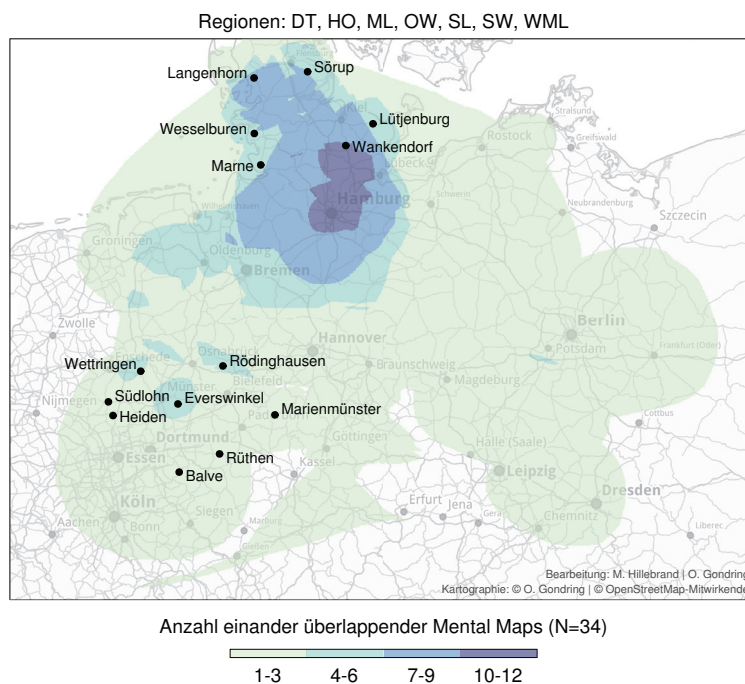 Regionen: DT, HO, ML, OW, SL, SW, WML
Langenhorn
Sörup
Kiel
Lütjenburg
Stralsund
Greifswald
Wesselburen
Wankendorf
Rostock
Marne
Lübeck
Wilhelmshaven
Hamburg
Schwerin
Neubrandenburg
Szczecin
Groningen
Oldenburg
Bremen
Zwolle
Berlin
Hannover
Potsdam
Frankfurt (Oder)
Wettringen
Enschede
Osnabrück
Rödinghausen
Braunschweig
Magdeburg
Bielefeld
Münster
Nijmegen
Südlohn
Everswinkel
Heiden
Marienmünster
Cottbus
Dortmund
Göttingen
Halle (Saale)
Essen
Rüthen
Kassel
Leipzig
Balve
Dresden
Köln
Siegen
Marburg
Erfurt
Jena
Gera
Chemnitz
Aachen
Bonn
Liberec
Gießen
Bearbeitung: M. Hillebrand | O. Gondring
Kartographie: © O. Gondring | © OpenStreetMap-Mitwirkende
Anzahl einander überlappender Mental Maps (N=34)
1-3 4-6 7-9 10-12